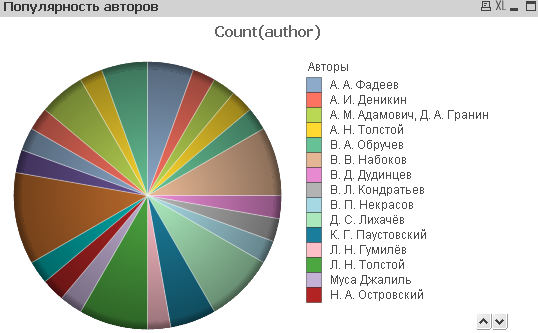 Популярность авторов
XL
Count(author)
Авторы
А. А. Фадеев
А. И. Деникин
А. М. Адамович, Д. А. Гранин
А. Н. Толстой
В. А. Обручев
В. В. Набоков
В. Д. Дудинцев
В. Л. Кондратьев
В. П. Некрасов
Д. С. Лихачёв
К. Г. Паустовский
Л. Н. Гумилёв
Л. Н. Толстой
Муса Джалиль
Н. А. Островский